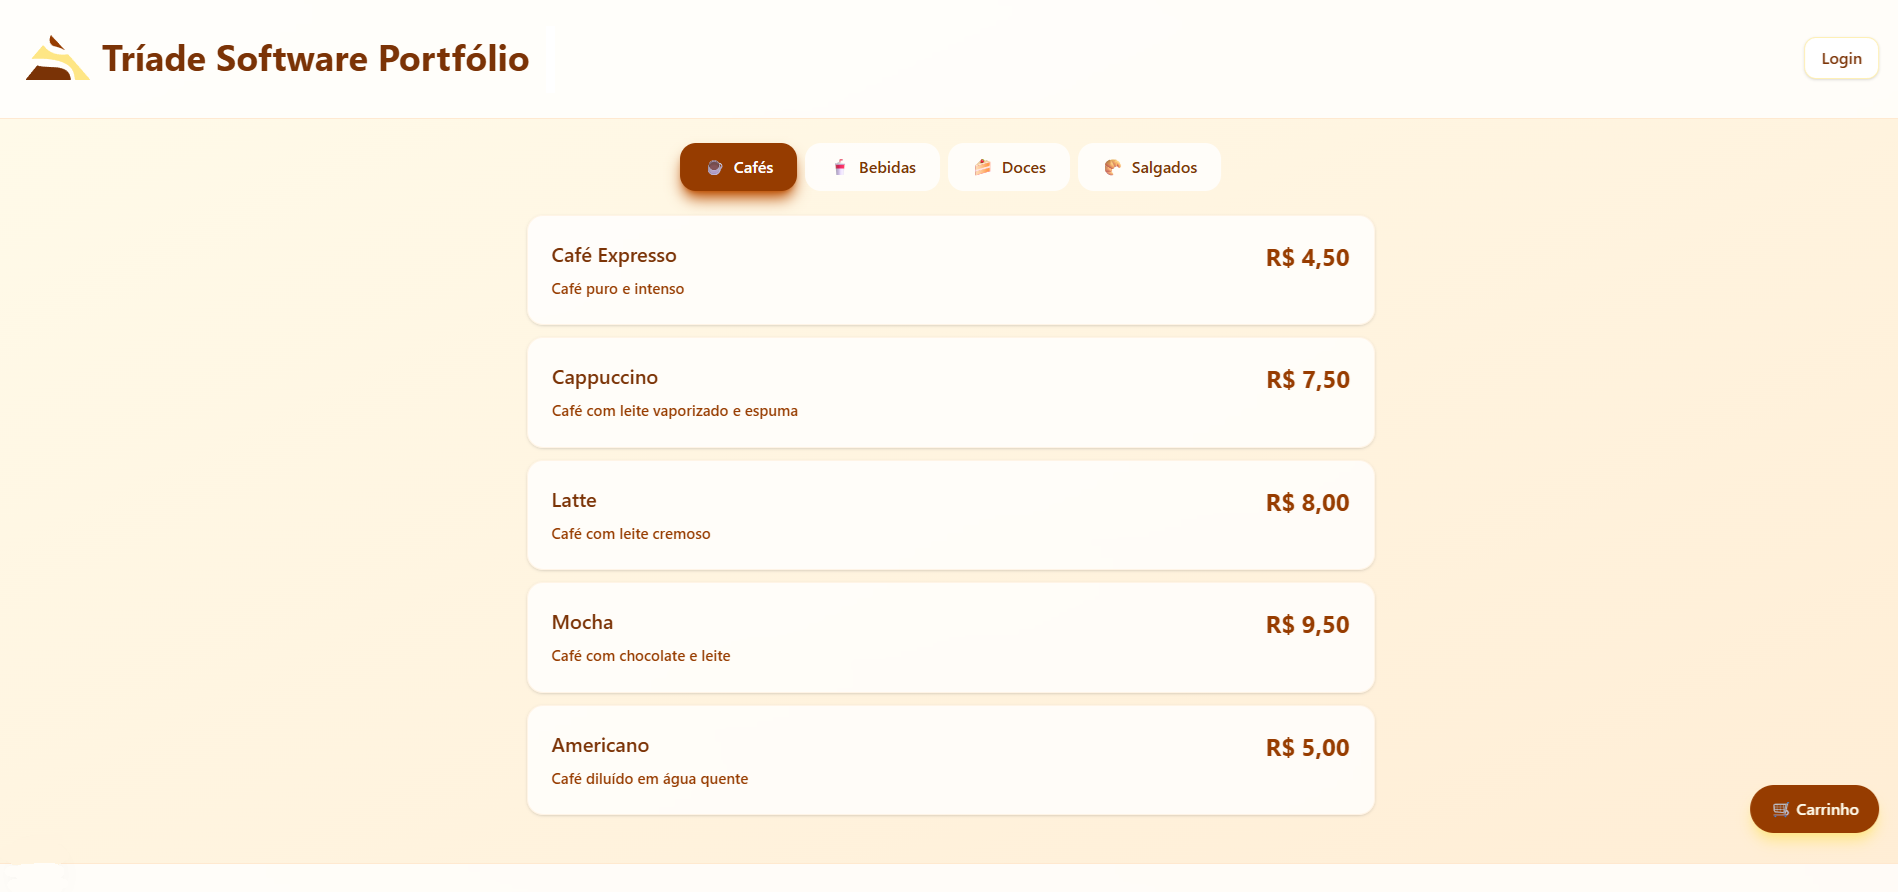 Tríade Software Portfólio
Login
Cafés
Bebidas
Doces
Salgados
Café Expresso
R$ 4,50
Café puro e intenso
Cappuccino
R$ 7,50
Café com leite vaporizado e espuma
Latte
R$ 8,00
Café com leite cremoso
Mocha
R$ 9,50
Café com chocolate e leite
Americano
R$ 5,00
Café diluído em água quente
Carrinho